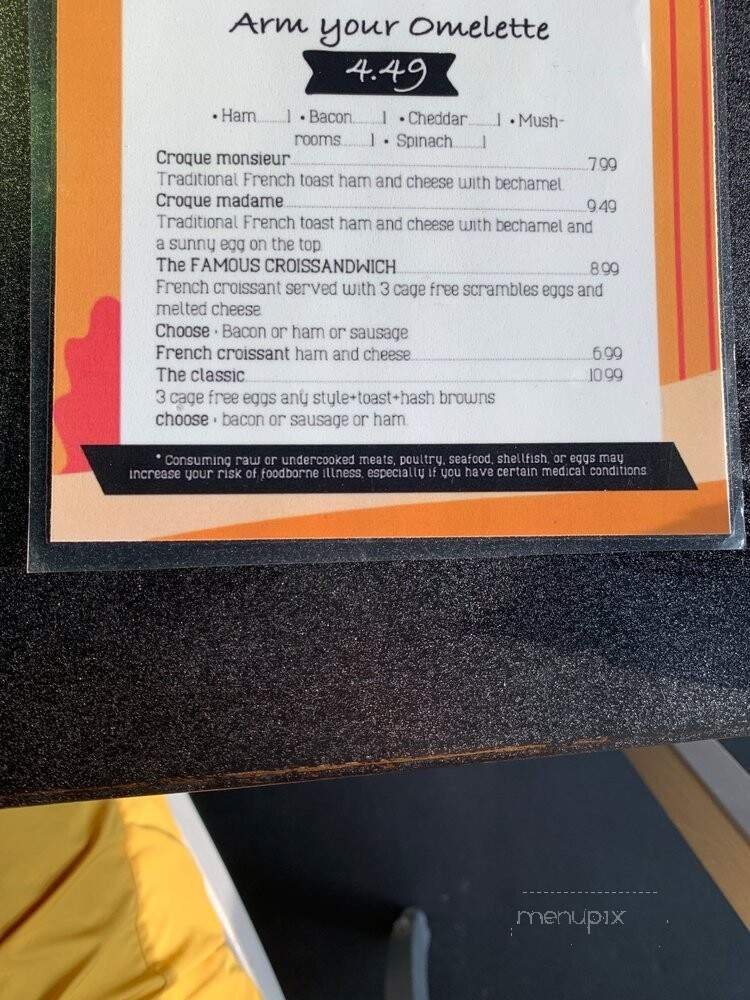 Arm your Omelette
4.49
• Ham.......1 • Bacon.......1 • Cheddar.......1 • Mush-
rooms.......1 • Spinach.......1
Croque monsieur 7.99
Traditional French toast ham and cheese with bechamel.
Croque madame 9.49
Traditional French toast ham and cheese with bechamel and
a sunny egg on the top.
The FAMOUS CROISSANDWICH 8.99
French croissant served with 3 cage free scrambles eggs and
melted cheese.
Choose • Bacon or ham or sausage
French croissant ham and cheese 6.99
The classic 10.99
3 cage free eggs any style+toast+hash browns
choose • bacon or sausage or ham.
* Consuming raw or undercooked meats, poultry, seafood, shellfish, or eggs may
increase your risk of foodborne illness, especially if you have certain medical conditions.
menupix